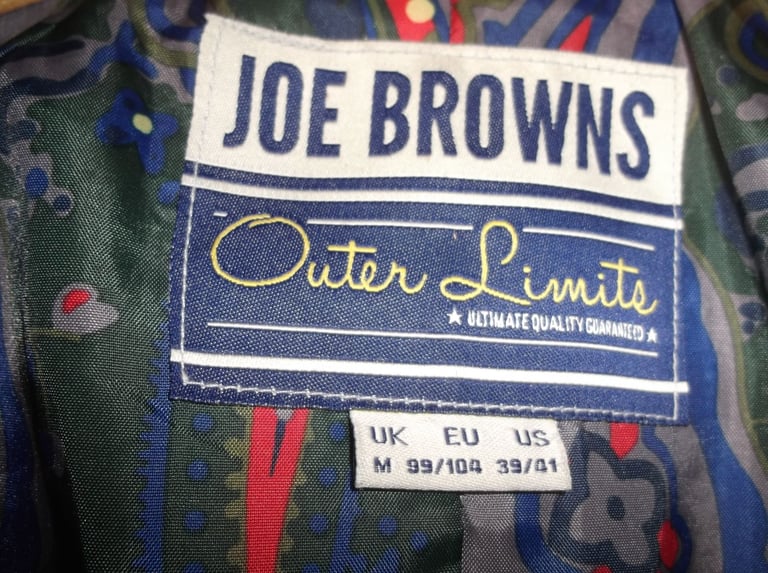 JOE BROWNS
Outer Limits
★ ULTIMATE QUALITY GUARANTEED ★
UK EU US
M 99/104 39/41